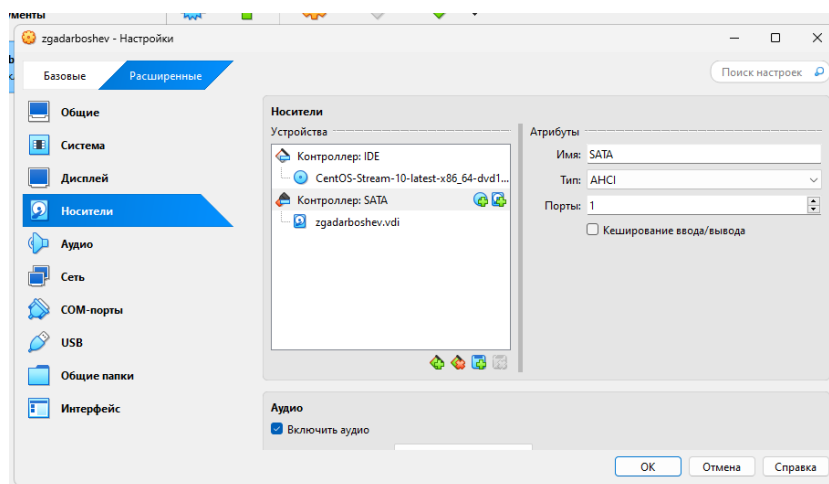 zgadarboshev - Настройки
Базовые
Расширенные
Поиск настроек
Общие
Система
Дисплей
Носители
Аудио
Сеть
COM-порты
USB
Общие папки
Интерфейс
Носители
Устройства
Контроллер: IDE
CentOS-Stream-10-latest-x86_64-dvd1...
Контроллер: SATA
zgadarboshev.vdi
Атрибуты
Имя: SATA
Тип: AHCI
Порты: 1
Кеширование ввода/вывода
Аудио
Включить аудио
OK
Отмена
Справка